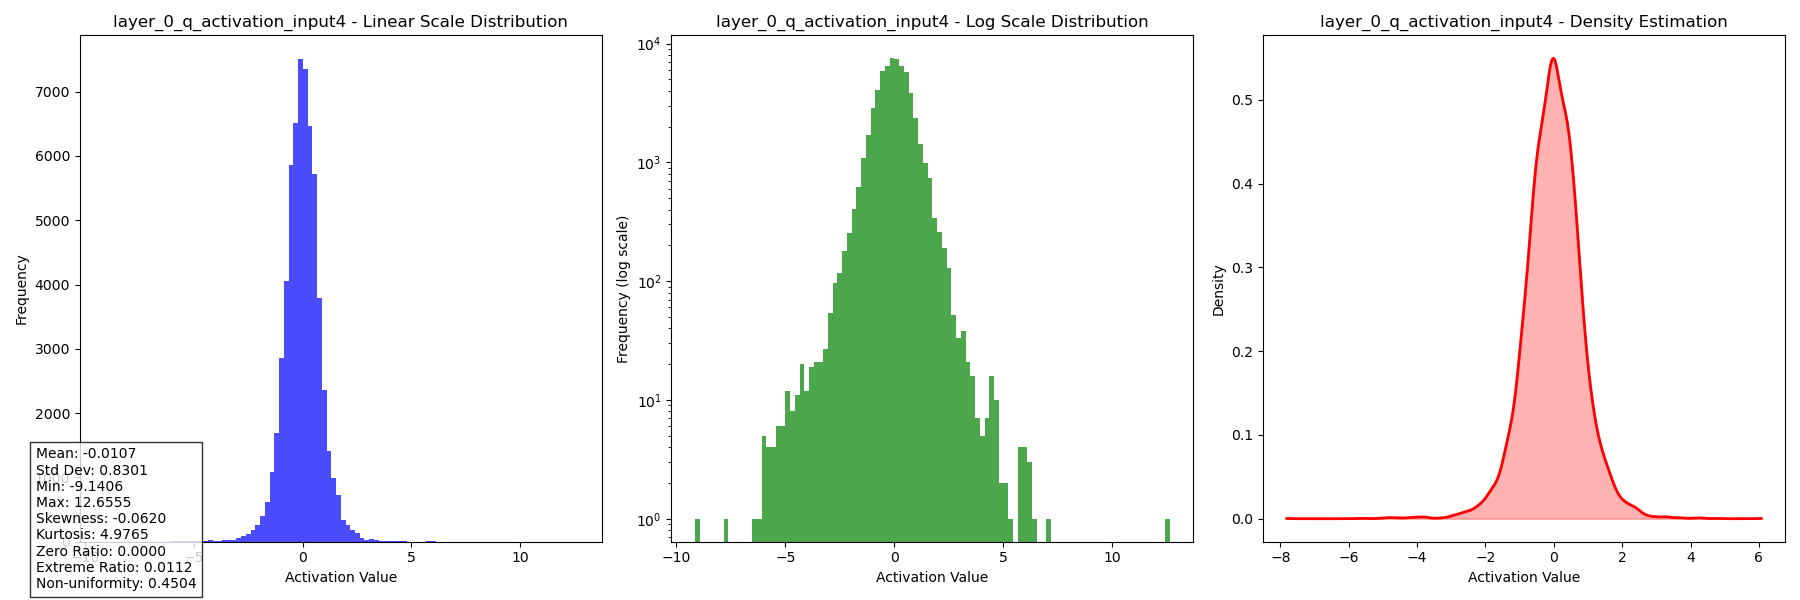 layer_0_q_activation_input4 - Linear Scale Distribution
Frequency
7000
6000
5000
4000
3000
2000
Mean: -0.0107
Std Dev: 0.8301
Min: -9.1406
Max: 12.6555
Skewness: -0.0620
Kurtosis: 4.9765
Zero Ratio: 0.0000
Extreme Ratio: 0.0112
Non-uniformity: 0.4504
−5 0 5 10
Activation Value
layer_0_q_activation_input4 - Log Scale Distribution
Frequency (log scale)
10⁴
10³
10²
10¹
10⁰
−10 −5 0 5 10
Activation Value
layer_0_q_activation_input4 - Density Estimation
Density
0.5
0.4
0.3
0.2
0.1
0.0
−8 −6 −4 −2 0 2 4 6
Activation Value